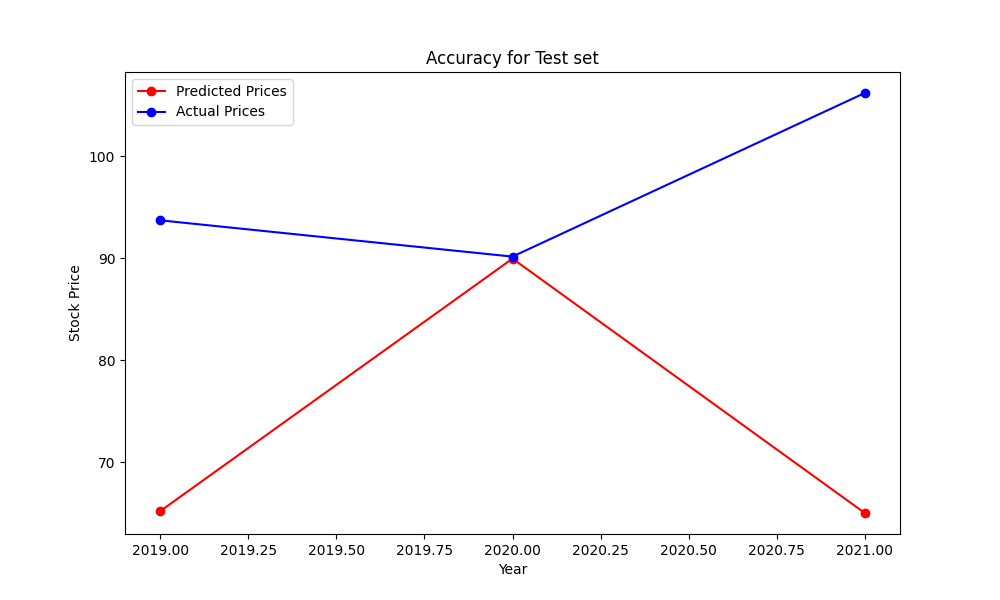 Accuracy for Test set
Predicted Prices
Actual Prices
100
90
80
70
Stock Price
2019.00 2019.25 2019.50 2019.75 2020.00 2020.25 2020.50 2020.75 2021.00
Year